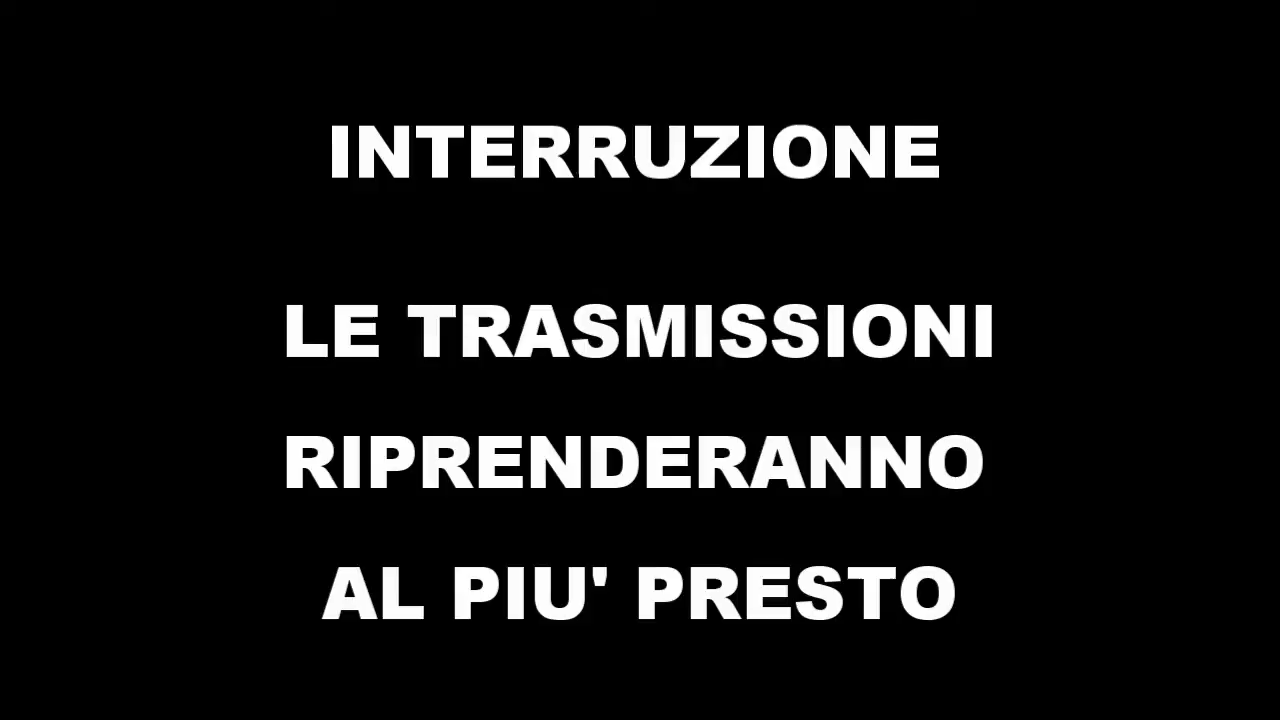 INTERRUZIONE
LE TRASMISSIONI
RIPRENDERANNO
AL PIU' PRESTO